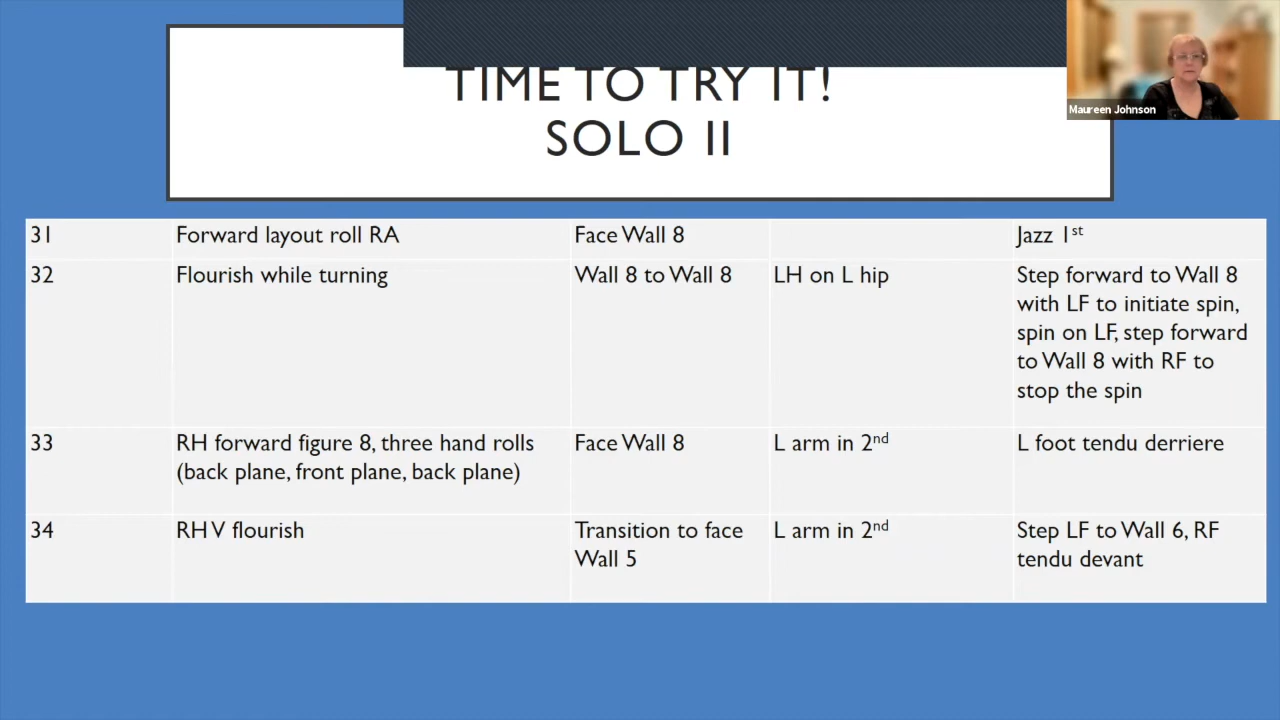 TIME TO TRY IT!
SOLO II
Maureen Johnson
31
Forward layout roll RA
Face Wall 8
Jazz 1st
32
Flourish while turning
Wall 8 to Wall 8
LH on L hip
Step forward to Wall 8
with LF to initiate spin,
spin on LF, step forward
to Wall 8 with RF to
stop the spin
33
RH forward figure 8, three hand rolls
(back plane, front plane, back plane)
Face Wall 8
L arm in 2nd
L foot tendu derriere
34
RH V flourish
Transition to face
Wall 5
L arm in 2nd
Step LF to Wall 6, RF
tendu devant